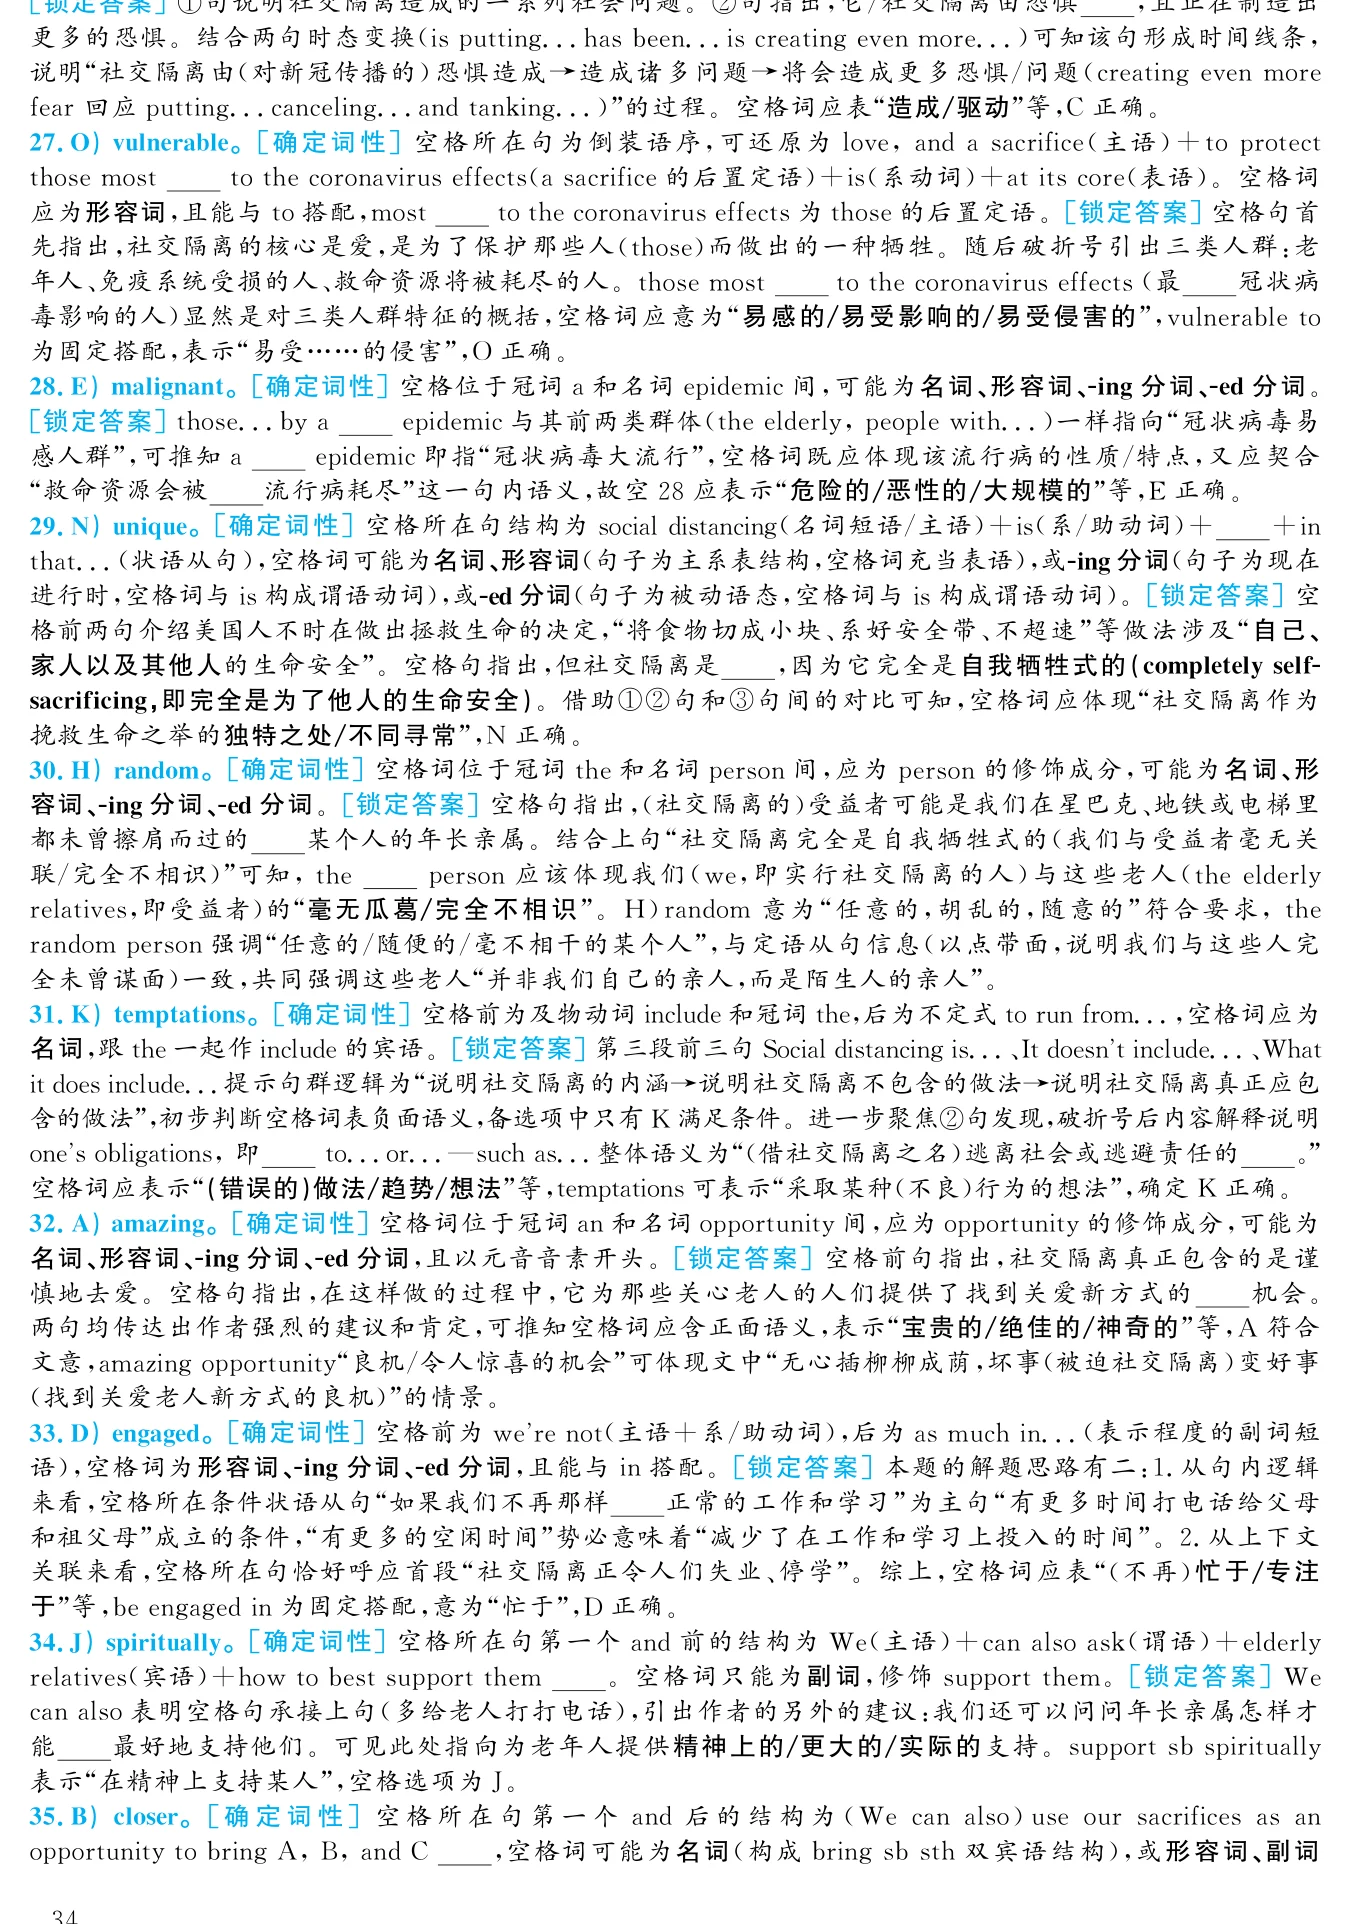 [锁定答案]①句说明社交隔离造成的一系列社会问题。②句指出,它/社交隔离由恐惧____,且正在制造出
更多的恐惧。结合两句时态变换(is putting...has been...is creating even more...)可知该句形成时间线条,
说明“社交隔离由(对新冠传播的)恐惧造成→造成诸多问题→将会造成更多恐惧/问题(creating even more
fear 回应 putting...canceling...and tanking...)”的过程。空格词应表“造成/驱动”等,C 正确。
27. O) vulnerable。[确定词性] 空格所在句为倒装语序,可还原为 love, and a sacrifice(主语)+to protect
those most ____ to the coronavirus effects(a sacrifice 的后置定语)+is(系动词)+at its core(表语)。空格词
应为形容词,且能与 to搭配,most____ to the coronavirus effects 为 those 的后置定语。[锁定答案]空格句首
先指出,社交隔离的核心是爱,是为了保护那些人(those)而做出的一种牺牲。随后破折号引出三类人群:老
年人、免疫系统受损的人、救命资源将被耗尽的人。those most ____ to the coronavirus effects (最____冠状病
毒影响的人)显然是对三类人群特征的概括,空格词应意为“易感的/易受影响的/易受侵害的”,vulnerable to
为固定搭配,表示“易受……的侵害”,O 正确。
28. E) malignant。[确定词性] 空格位于冠词 a 和名词 epidemic 间,可能为名词、形容词、-ing 分词、-ed 分词。
[锁定答案] those...by a ____ epidemic 与其前两类群体(the elderly, people with...)一样指向“冠状病毒易
感人群”,可推知 a ____ epidemic 即指“冠状病毒大流行”,空格词既应体现该流行病的性质/特点,又应契合
“救命资源会被____流行病耗尽”这一句内语义,故空 28 应表示“危险的/恶性的/大规模的”等,E 正确。
29. N) unique。[确定词性] 空格所在句结构为 social distancing(名词短语/主语)+is(系/助动词)+____+in
that...(状语从句),空格词可能为名词、形容词(句子为主系表结构,空格词充当表语),或-ing 分词(句子为现在
进行时,空格词与 is 构成谓语动词),或-ed 分词(句子为被动语态,空格词与 is 构成谓语动词)。[锁定答案] 空
格前两句介绍美国人不时在做出拯救生命的决定,“将食物切成小块、系好安全带、不超速”等做法涉及“自己、
家人以及其他人的生命安全”。空格句指出,但社交隔离是____,因为它完全是自我牺牲式的(completely self-
sacrificing,即完全是为了他人的生命安全)。借助①②句和③句间的对比可知,空格词应体现“社交隔离作为
挽救生命之举的独特之处/不同寻常”,N 正确。
30. H) random。[确定词性] 空格词位于冠词 the 和名词 person 间,应为 person 的修饰成分,可能为名词、形
容词、-ing 分词、-ed 分词。[锁定答案] 空格句指出,(社交隔离的)受益者可能是我们在星巴克、地铁或电梯里
都未曾擦肩而过的____某个人的年长亲属。结合上句“社交隔离完全是自我牺牲式的(我们与受益者毫无关
联/完全不相识)”可知, the ____ person 应该体现我们(we,即实行社交隔离的人)与这些老人(the elderly
relatives,即受益者)的“毫无瓜葛/完全不相识”。H)random 意为“任意的,胡乱的,随意的”符合要求, the
random person 强调“任意的/随便的/毫不相干的某个人”,与定语从句信息(以点带面,说明我们与这些人完
全未曾谋面)一致,共同强调这些老人“并非我们自己的亲人,而是陌生人的亲人”。
31. K) temptations。[确定词性] 空格前为及物动词 include 和冠词 the,后为不定式 to run from...,空格词应为
名词,跟 the 一起作 include 的宾语。[锁定答案] 第三段前三句 Social distancing is...、It doesn't include...、What
it does include...提示句群逻辑为“说明社交隔离的内涵→说明社交隔离不包含的做法→说明社交隔离真正应包
含的做法”,初步判断空格词表负面语义,备选项中只有 K 满足条件。进一步聚焦②句发现,破折号后内容解释说明
one's obligations, 即____ to...or...—such as...整体语义为“(借社交隔离之名)逃离社会或逃避责任的____。”
空格词应表示“(错误的)做法/趋势/想法”等,temptations 可表示“采取某种(不良)行为的想法”,确定 K 正确。
32. A) amazing。[确定词性] 空格词位于冠词 an 和名词 opportunity 间,应为 opportunity 的修饰成分,可能为
名词、形容词、-ing 分词、-ed 分词,且以元音音素开头。[锁定答案] 空格前句指出,社交隔离真正包含的是谨
慎地去爱。空格句指出,在这样做的过程中,它为那些关心老人的人们提供了找到关爱新方式的____机会。
两句均传达出作者强烈的建议和肯定,可推知空格词应含正面语义,表示“宝贵的/绝佳的/神奇的”等,A 符合
文意,amazing opportunity“良机/令人惊喜的机会”可体现文中“无心插柳柳成荫,坏事(被迫社交隔离)变好事
(找到关爱老人新方式的良机)”的情景。
33. D) engaged。[确定词性] 空格前为 we're not(主语+系/助动词),后为 as much in...(表示程度的副词短
语),空格词为形容词、-ing 分词、-ed 分词,且能与 in 搭配。[锁定答案] 本题的解题思路有二:1. 从句内逻辑
来看,空格所在条件状语从句“如果我们不再那样____正常的工作和学习”为主句“有更多时间打电话给父母
和祖父母”成立的条件,“有更多的空闲时间”势必意味着“减少了在工作和学习上投入的时间”。2. 从上下文
关联来看,空格所在句恰好呼应首段“社交隔离正令人们失业、停学”。综上,空格词应表“(不再)忙于/专注
于”等,be engaged in 为固定搭配,意为“忙于”,D 正确。
34. J) spiritually。[确定词性] 空格所在句第一个 and 前的结构为 We(主语)+can also ask(谓语)+elderly
relatives(宾语)+how to best support them ____。空格词只能为副词,修饰 support them。[锁定答案] We
can also 表明空格句承接上句(多给老人打打电话),引出作者的另外的建议:我们还可以问问年长亲属怎样才
能____最好地支持他们。可见此处指向为老年人提供精神上的/更大的/实际的支持。support sb spiritually
表示“在精神上支持某人”,空格选项为 J。
35. B) closer。[确定词性] 空格所在句第一个 and 后的结构为(We can also)use our sacrifices as an
opportunity to bring A, B, and C ____,空格词可能为名词(构成 bring sb sth 双宾语结构),或形容词、副词
34